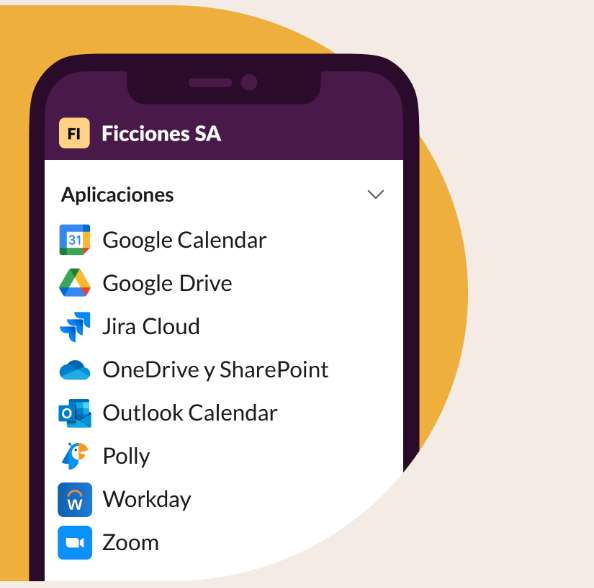 FI Ficciones SA
Aplicaciones
31 Google Calendar
Google Drive
Jira Cloud
OneDrive y SharePoint
O Outlook Calendar
Polly
W Workday
Zoom